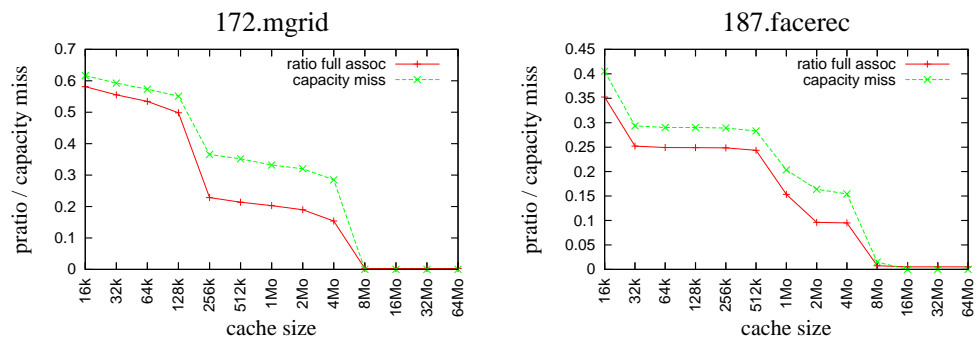 172.mgrid
pratio / capacity miss
0.7
0.6
0.5
0.4
0.3
0.2
0.1
0
ratio full assoc
capacity miss
16k
32k
64k
128k
256k
512k
1Mo
2Mo
4Mo
8Mo
16Mo
32Mo
64Mo
cache size
187.facerec
pratio / capacity miss
0.45
0.4
0.35
0.3
0.25
0.2
0.15
0.1
0.05
0
ratio full assoc
capacity miss
16k
32k
64k
128k
256k
512k
1Mo
2Mo
4Mo
8Mo
16Mo
32Mo
64Mo
cache size